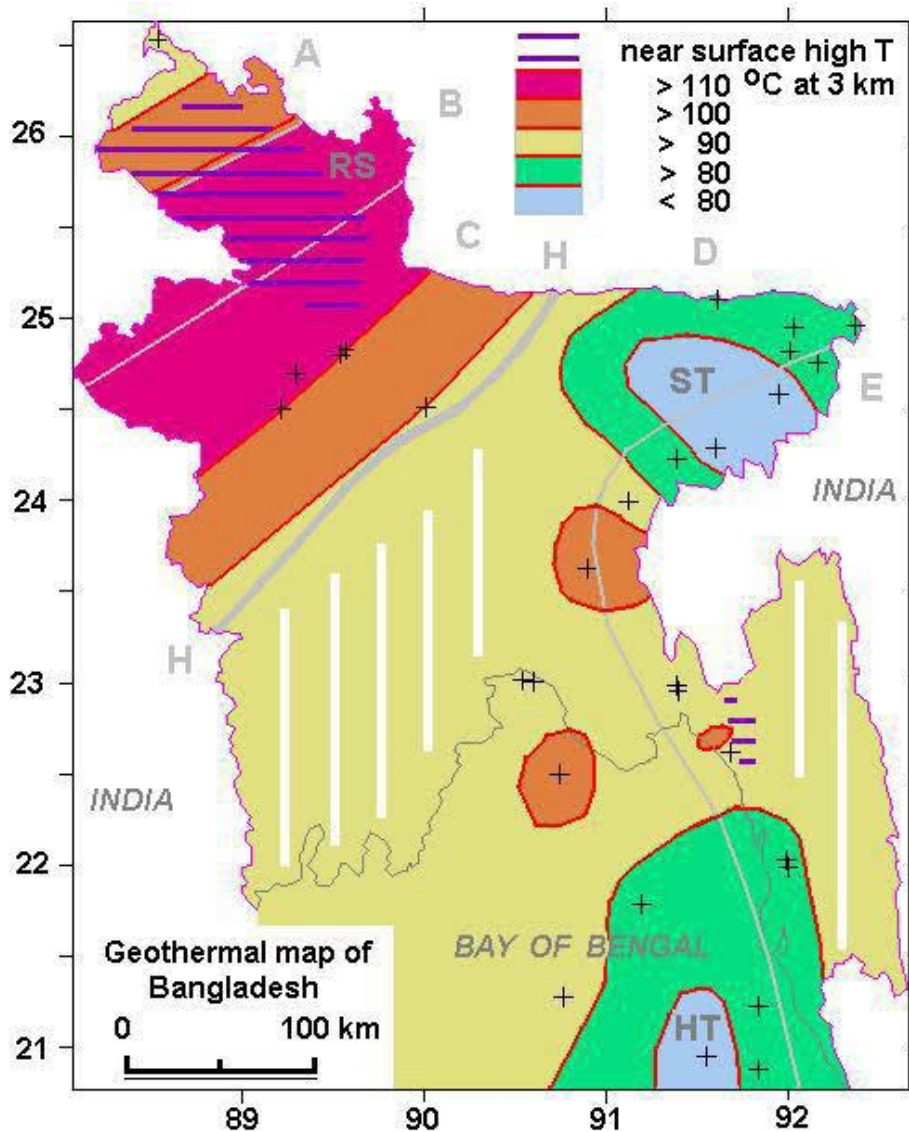 near surface high T
> 110 °C at 3 km
> 100
> 90
> 80
< 80
A
B
C
H
D
E
RS
ST
INDIA
H
INDIA
BAY OF BENGAL
HT
Geothermal map of
Bangladesh
0 100 km
26
25
24
23
22
21
89 90 91 92